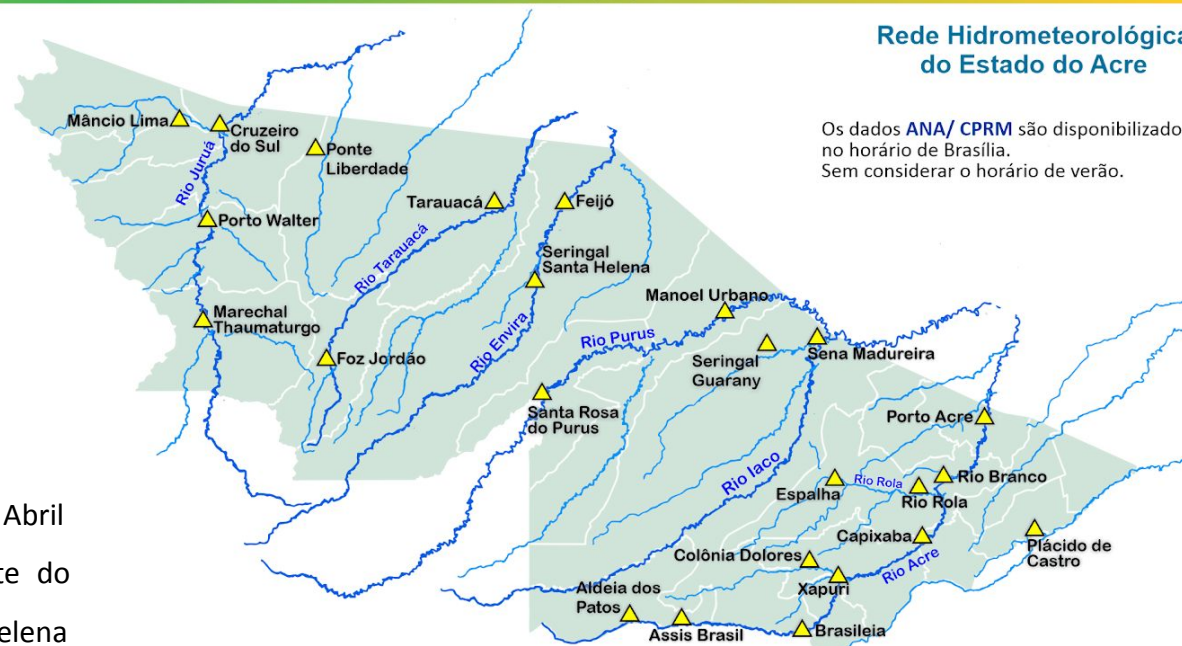 Rede Hidrometeorológica
do Estado do Acre
Os dados ANA/ CPRM são disponibilizado
no horário de Brasília.
Sem considerar o horário de verão.
Mâncio Lima
Cruzeiro
do Sul
Ponte
Liberdade
Rio Juruá
Porto Walter
Tarauacá
Feijó
Rio Tarauacá
Seringal
Santa Helena
Marechal
Thaumaturgo
Foz Jordão
Rio Envira
Manoel Urbano
Rio Purus
Seringal
Guarany
Sena Madureira
Santa Rosa
do Purus
Porto Acre
Rio Iaco
Espalha
Rio Rola
Rio Rola
Rio Branco
Capixaba
Plácido de
Castro
Colônia Dolores
Rio Acre
Xapuri
Aldeia dos
Patos
Assis Brasil
Brasileia
Abril
do